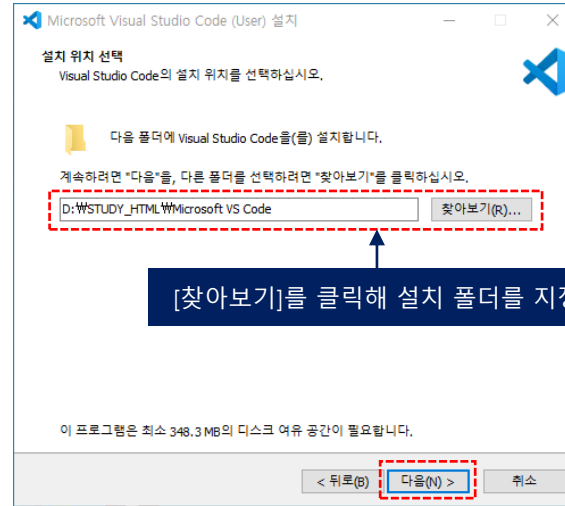 Microsoft Visual Studio Code (User) 설치
설치 위치 선택
Visual Studio Code의 설치 위치를 선택하십시오.
다음 폴더에 Visual Studio Code을(를) 설치합니다.
계속하려면 "다음"을, 다른 폴더를 선택하려면 "찾아보기"를 클릭하십시오.
D:₩STUDY_HTML₩Microsoft VS Code 찾아보기(R)...
[찾아보기]를 클릭해 설치 폴더를
이 프로그램은 최소 348.3 MB의 디스크 여유 공간이 필요합니다.
< 뒤로(B) 다음(N) > 취소